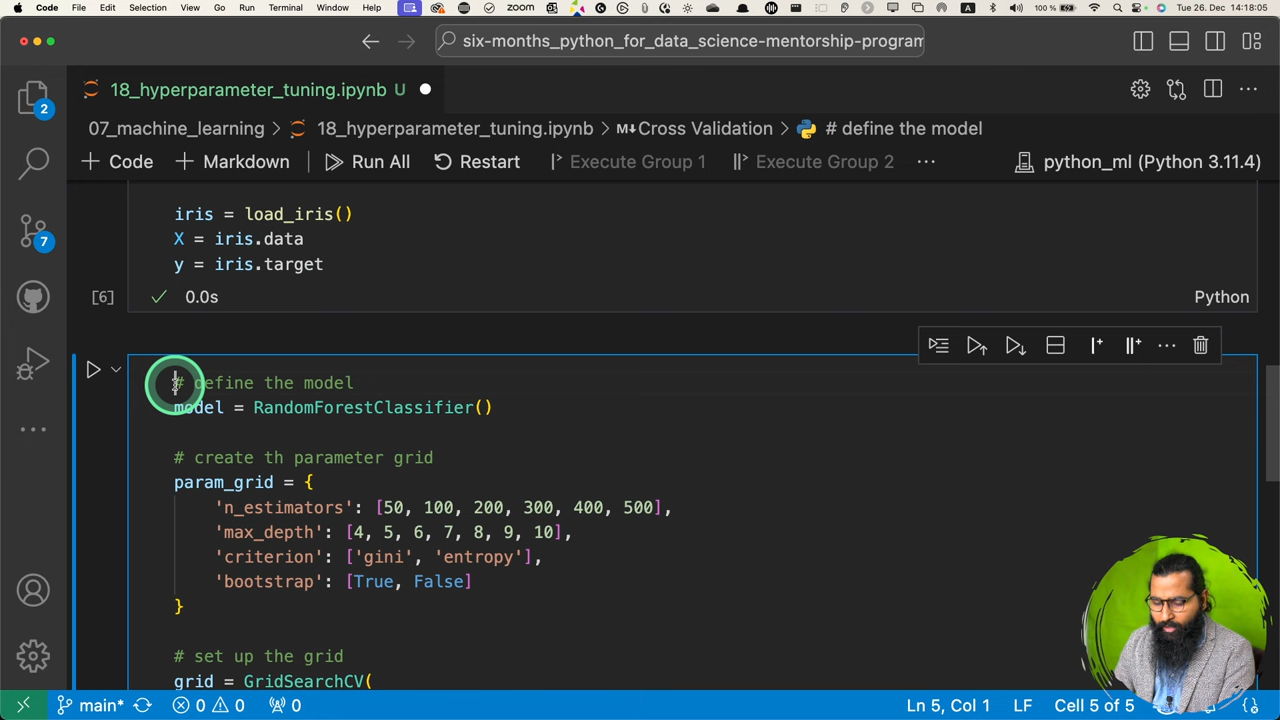 Code File Edit Selection View Go Run Terminal Window Help zoom A 100 % Tue 26. Dec 14:18:05
six-months_python_for_data_science-mentorship-program
18_hyperparameter_tuning.ipynb U
07_machine_learning > 18_hyperparameter_tuning.ipynb > M↓Cross Validation > # define the model
+ Code + Markdown Run All Restart Execute Group 1 Execute Group 2 ... python_ml (Python 3.11.4)
2
7
iris = load_iris()
X = iris.data
y = iris.target
[6] 0.0s Python
# define the model
model = RandomForestClassifier()
# create th parameter grid
param_grid = {
'n_estimators': [50, 100, 200, 300, 400, 500],
'max_depth': [4, 5, 6, 7, 8, 9, 10],
'criterion': ['gini', 'entropy'],
'bootstrap': [True, False]
}
# set up the grid
grid = GridSearchCV(
main* 0 0 0 Ln 5, Col 1 LF Cell 5 of 5